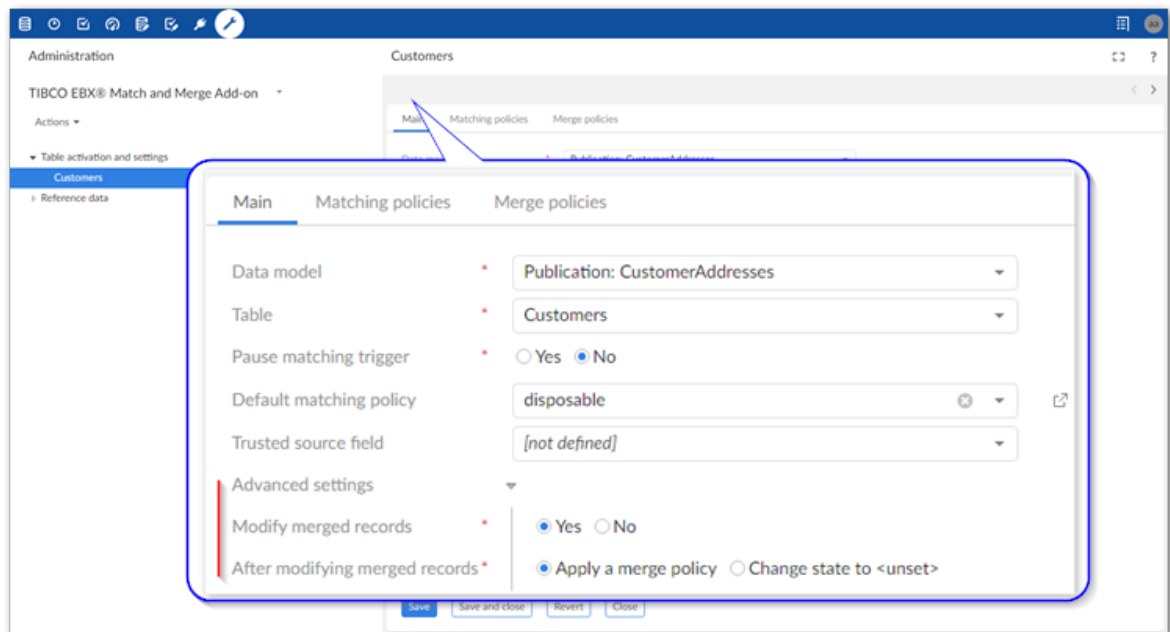 Administration
Customers
?
TIBCO EBX® Match and Merge Add-on
Actions
Main
Matching policies
Merge policies
Table activation and settings
Customers
Reference data
Main
Matching policies
Merge policies
Data model * Publication: CustomerAddresses
Table * Customers
Pause matching trigger * Yes No
Default matching policy disposable
Trusted source field [not defined]
Advanced settings
Modify merged records * Yes No
After modifying merged records * Apply a merge policy Change state to <unset>
Save
Save and close
Revert
Close